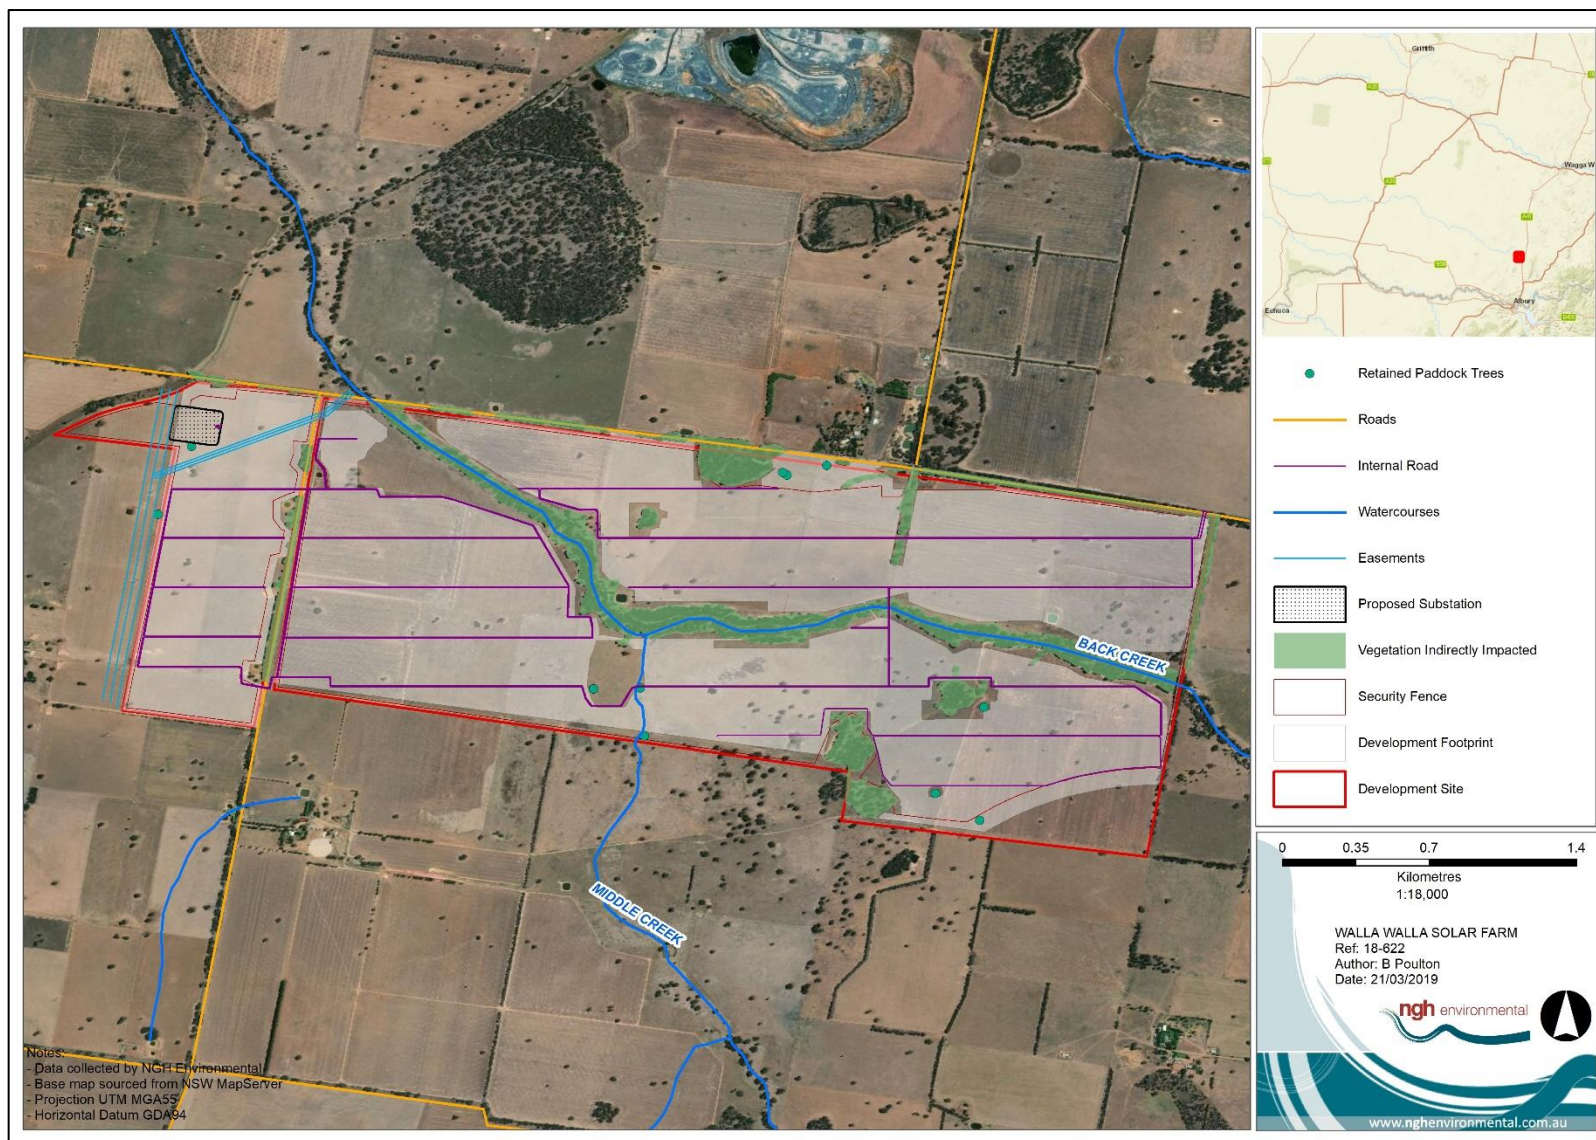 BACK CREEK
MIDDLE CREEK
Notes:
- Data collected by NGH Environmental
- Base map sourced from NSW MapServer
- Projection UTM MGA55
- Horizontal Datum GDA94
Griffith
Wagga W
Albury
Echuca
Retained Paddock Trees
Roads
Internal Road
Watercourses
Easements
Proposed Substation
Vegetation Indirectly Impacted
Security Fence
Development Footprint
Development Site
0 0.35 0.7 1.4
Kilometres
1:18,000
WALLA WALLA SOLAR FARM
Ref: 18-622
Author: B Poulton
Date: 21/03/2019
ngh environmental
www.nghenvironmental.com.au